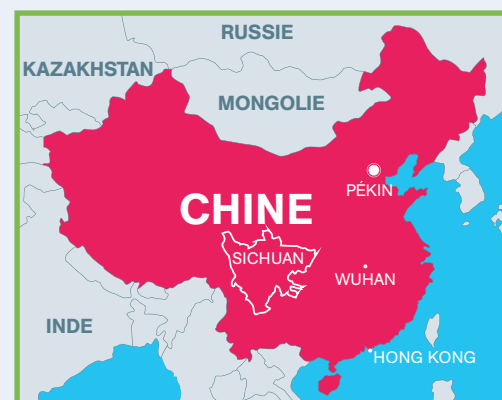 RUSSIE
KAZAKHSTAN
MONGOLIE
PÉKIN
CHINE
SICHUAN
WUHAN
INDE
HONG KONG